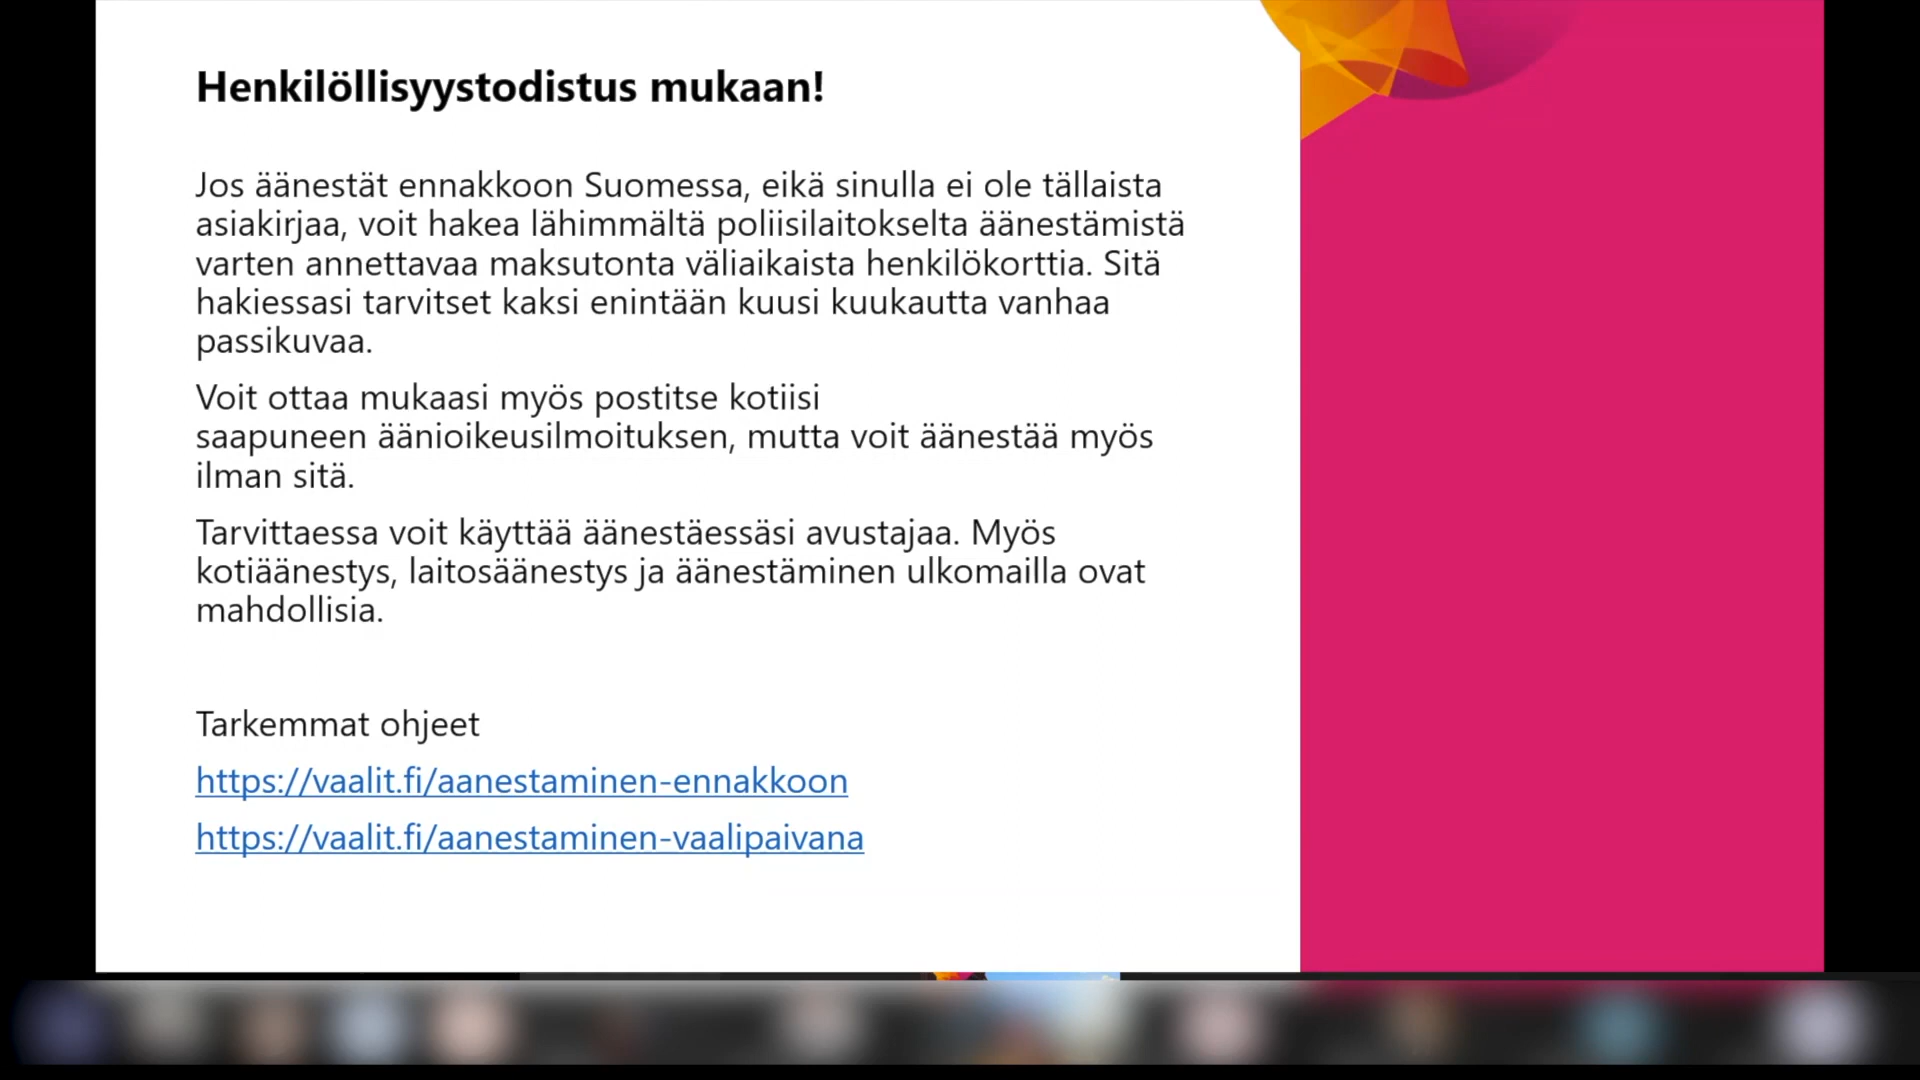 Henkilöllisyystodistus mukaan!
Jos äänestät ennakkoon Suomessa, eikä sinulla ei ole tällaista
asiakirjaa, voit hakea lähimmältä poliisilaitokselta äänestämistä
varten annettavaa maksutonta väliaikaista henkilökorttia. Sitä
hakiessasi tarvitset kaksi enintään kuusi kuukautta vanhaa
passikuvaa.
Voit ottaa mukaasi myös postitse kotiisi
saapuneen äänioikeusilmoituksen, mutta voit äänestää myös
ilman sitä.
Tarvittaessa voit käyttää äänestäessäsi avustajaa. Myös
kotiäänestys, laitosäänestys ja äänestäminen ulkomailla ovat
mahdollisia.
Tarkemmat ohjeet
https://vaalit.fi/aanestaminen-ennakkoon
https://vaalit.fi/aanestaminen-vaalipaivana